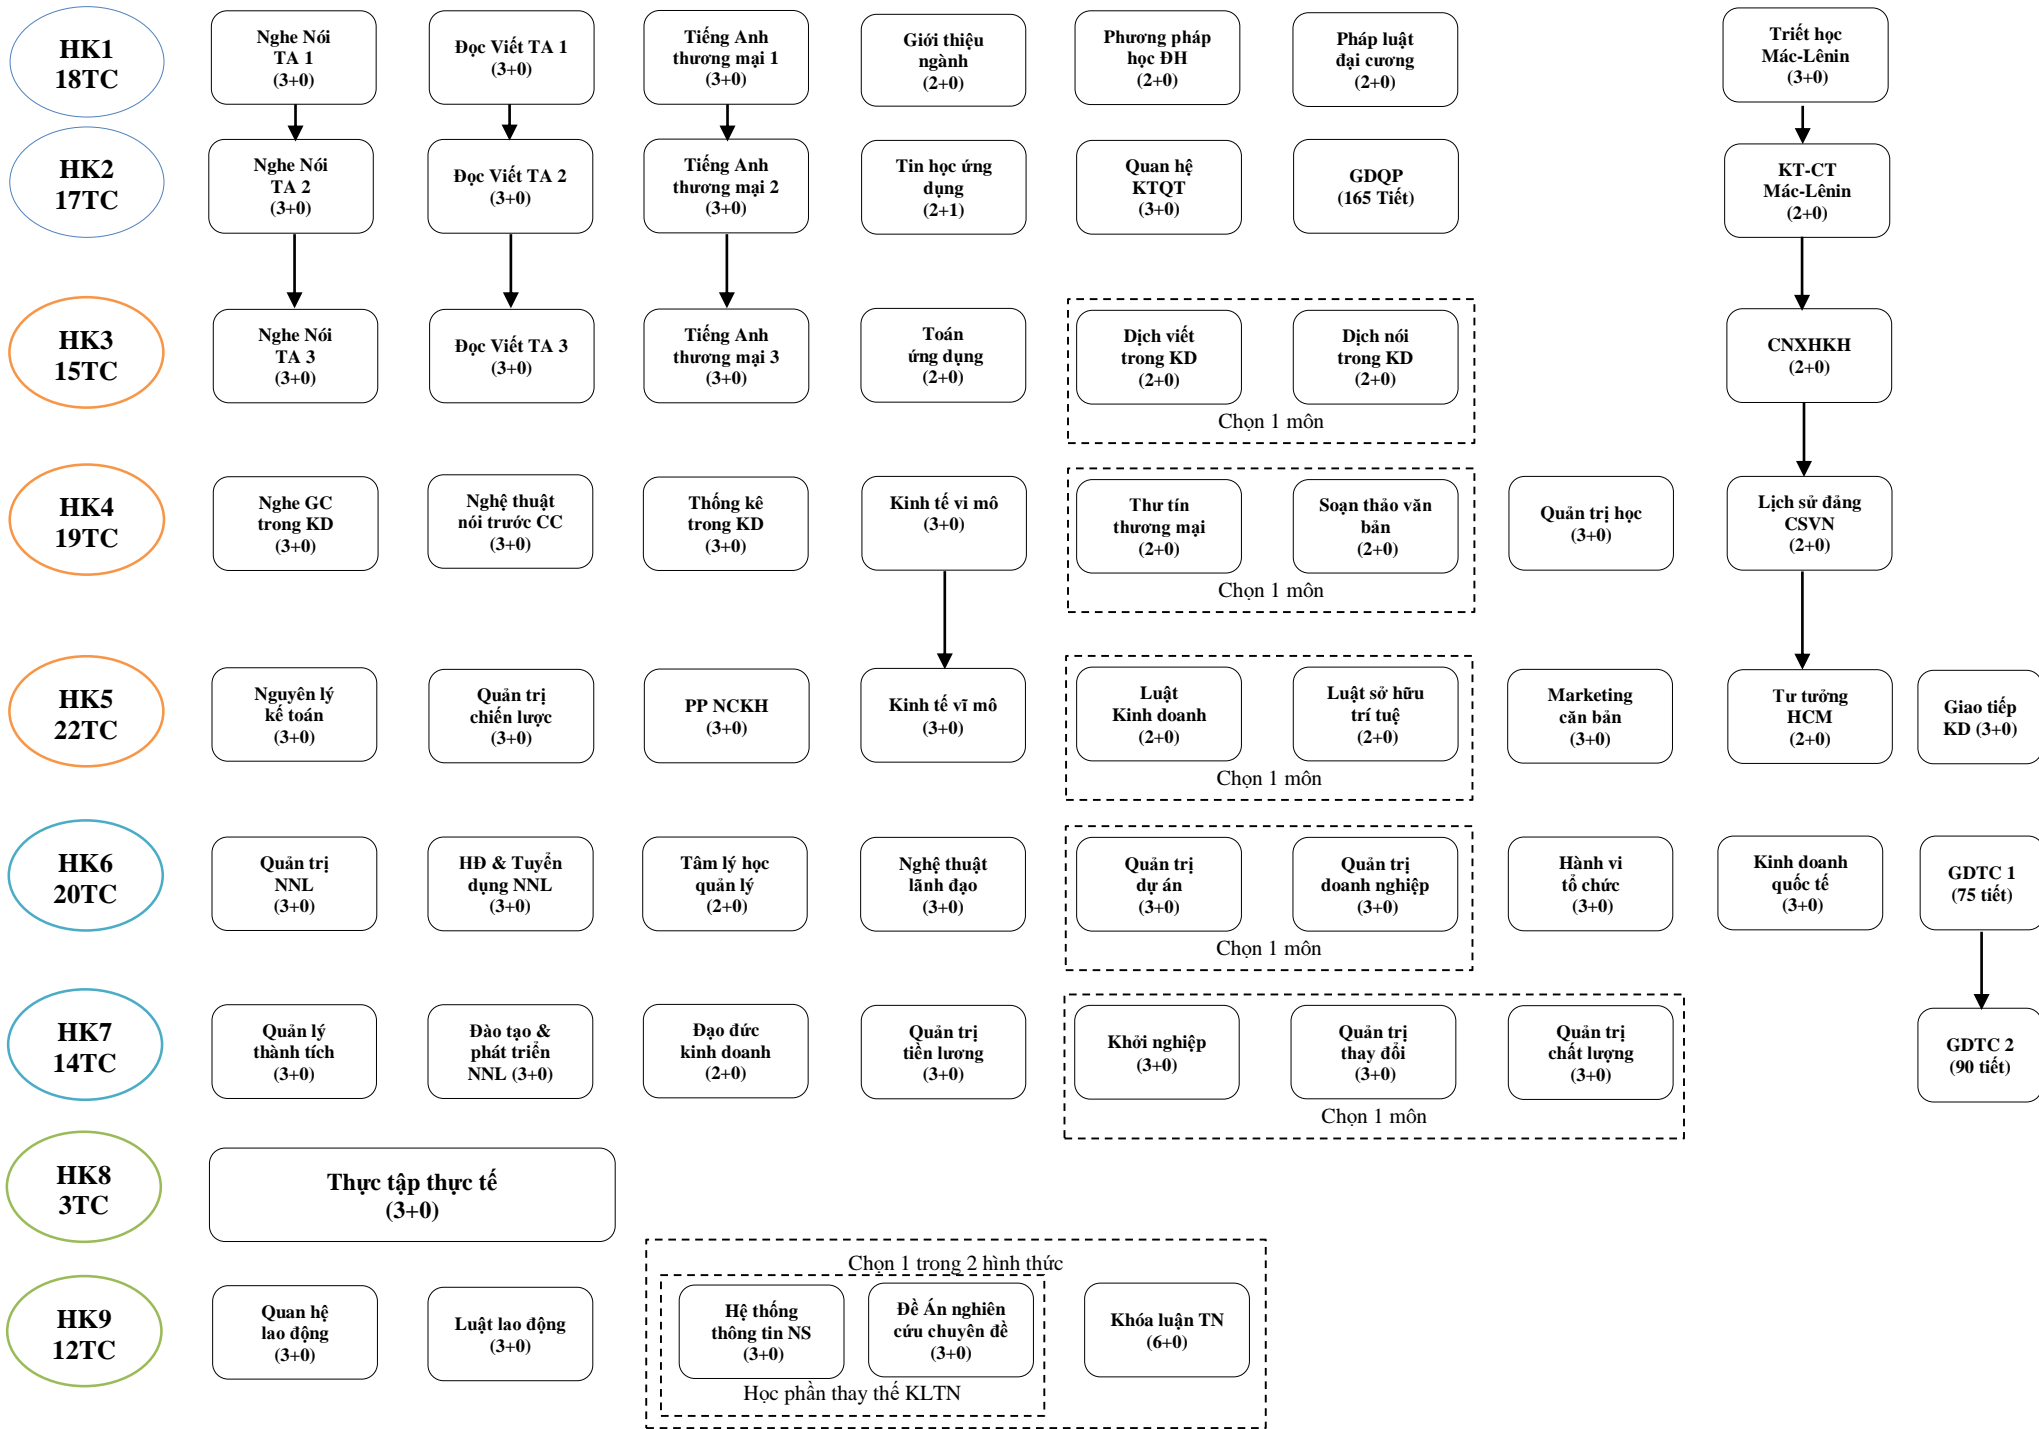 HK1
18TC
Nghe Nói
TA 1
(3+0)
Đọc Viết TA 1
(3+0)
Tiếng Anh
thương mại 1
(3+0)
Giới thiệu
ngành
(2+0)
Phương pháp
học ĐH
(2+0)
Pháp luật
đại cương
(2+0)
Triết học
Mác-Lênin
(3+0)
HK2
17TC
Nghe Nói
TA 2
(3+0)
Đọc Viết TA 2
(3+0)
Tiếng Anh
thương mại 2
(3+0)
Tin học ứng
dụng
(2+1)
Quan hệ
KTQT
(3+0)
GDQP
(165 Tiết)
KT-CT
Mác-Lênin
(2+0)
HK3
15TC
Nghe Nói
TA 3
(3+0)
Đọc Viết TA 3
(3+0)
Tiếng Anh
thương mại 3
(3+0)
Toán
ứng dụng
(2+0)
Dịch viết
trong KD
(2+0)
Dịch nói
trong KD
(2+0)
Chọn 1 môn
CNXHKH
(2+0)
HK4
19TC
Nghe GC
trong KD
(3+0)
Nghệ thuật
nói trước CC
(3+0)
Thống kê
trong KD
(3+0)
Kinh tế vi mô
(3+0)
Thư tín
thương mại
(2+0)
Soạn thảo văn
bản
(2+0)
Chọn 1 môn
Quản trị học
(3+0)
Lịch sử đảng
CSVN
(2+0)
HK5
22TC
Nguyên lý
kế toán
(3+0)
Quản trị
chiến lược
(3+0)
PP NCKH
(3+0)
Kinh tế vĩ mô
(3+0)
Luật
Kinh doanh
(2+0)
Luật sở hữu
trí tuệ
(2+0)
Chọn 1 môn
Marketing
căn bản
(3+0)
Tư tưởng
HCM
(2+0)
Giao tiếp
KD (3+0)
HK6
20TC
Quản trị
NNL
(3+0)
HĐ & Tuyển
dụng NNL
(3+0)
Tâm lý học
quản lý
(2+0)
Nghệ thuật
lãnh đạo
(3+0)
Quản trị
dự án
(3+0)
Quản trị
doanh nghiệp
(3+0)
Chọn 1 môn
Hành vi
tổ chức
(3+0)
Kinh doanh
quốc tế
(3+0)
GDTC 1
(75 tiết)
HK7
14TC
Quản lý
thành tích
(3+0)
Đào tạo &
phát triển
NNL (3+0)
Đạo đức
kinh doanh
(2+0)
Quản trị
tiền lương
(3+0)
Khởi nghiệp
(3+0)
Quản trị
thay đổi
(3+0)
Quản trị
chất lượng
(3+0)
Chọn 1 môn
GDTC 2
(90 tiết)
HK8
3TC
Thực tập thực tế
(3+0)
HK9
12TC
Quan hệ
lao động
(3+0)
Luật lao động
(3+0)
Chọn 1 trong 2 hình thức
Hệ thống
thông tin NS
(3+0)
Đề Án nghiên
cứu chuyên đề
(3+0)
Học phần thay thế KLTN
Khóa luận TN
(6+0)